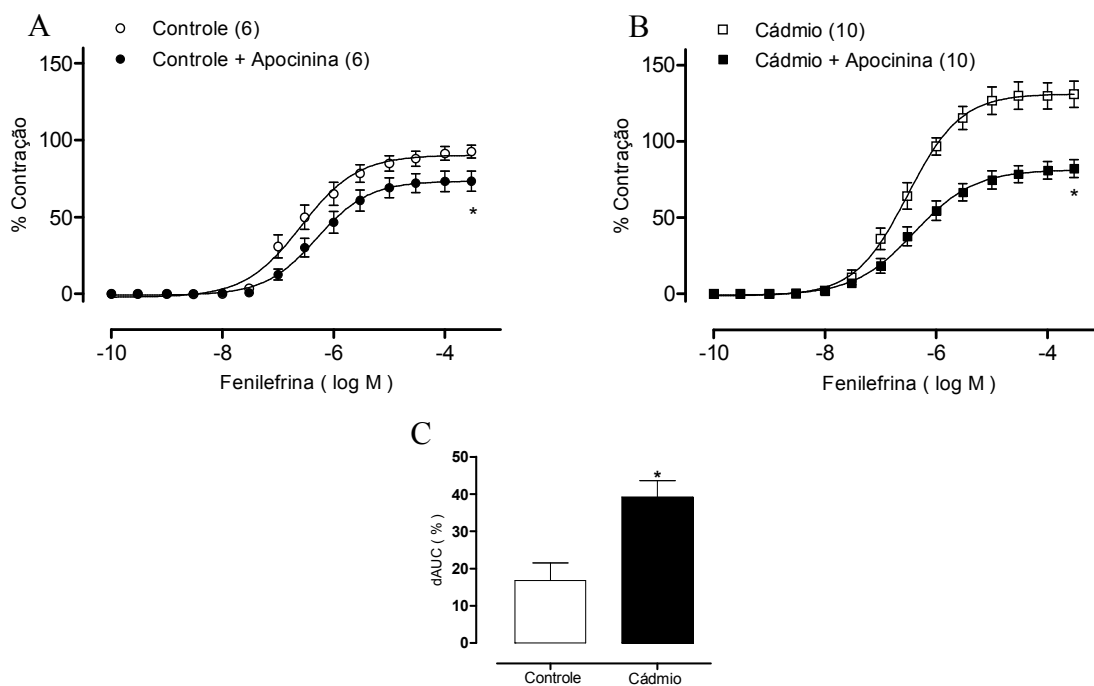 A
Controle (6)
Controle + Apocinina (6)
150
100
50
0
% Contração
*
-10 -8 -6 -4
Fenilefrina ( log M )
B
Cádmio (10)
Cádmio + Apocinina (10)
150
100
50
0
% Contração
*
-10 -8 -6 -4
Fenilefrina ( log M )
C
50
40
30
20
10
0
dAUC ( % )
*
Controle Cádmio